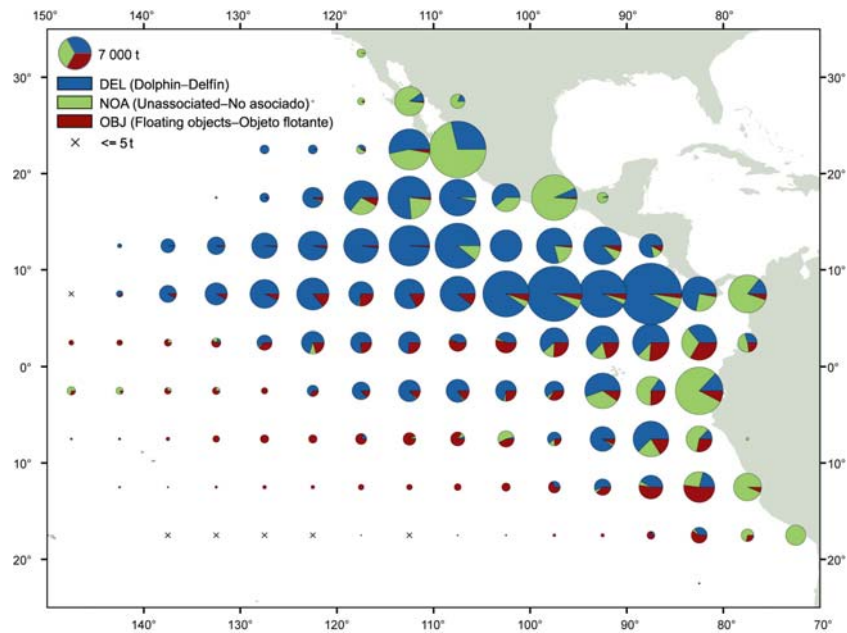 150° 140° 130° 120° 110° 100° 90° 80°
30°
20°
10°
0°
10°
20°
7 000 t
DEL (Dolphin–Delfín)
NOA (Unassociated–No asociado)
OBJ (Floating objects–Objeto flotante)
<= 5 t
30°
20°
10°
0°
10°
20°
140° 130° 120° 110° 100° 90° 80° 70°